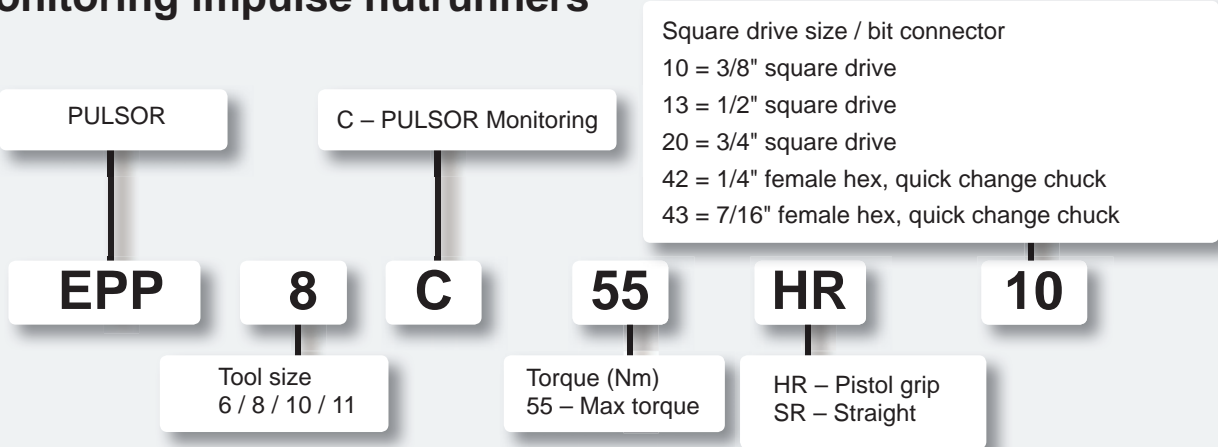 nutrunners
Square drive size / bit connector
10 = 3/8" square drive
13 = 1/2" square drive
20 = 3/4" square drive
42 = 1/4" female hex, quick change chuck
43 = 7/16" female hex, quick change chuck
PULSOR
C – PULSOR Monitoring
EPP 8 C 55 HR 10
Tool size
6 / 8 / 10 / 11
Torque (Nm)
55 – Max torque
HR – Pistol grip
SR – Straight